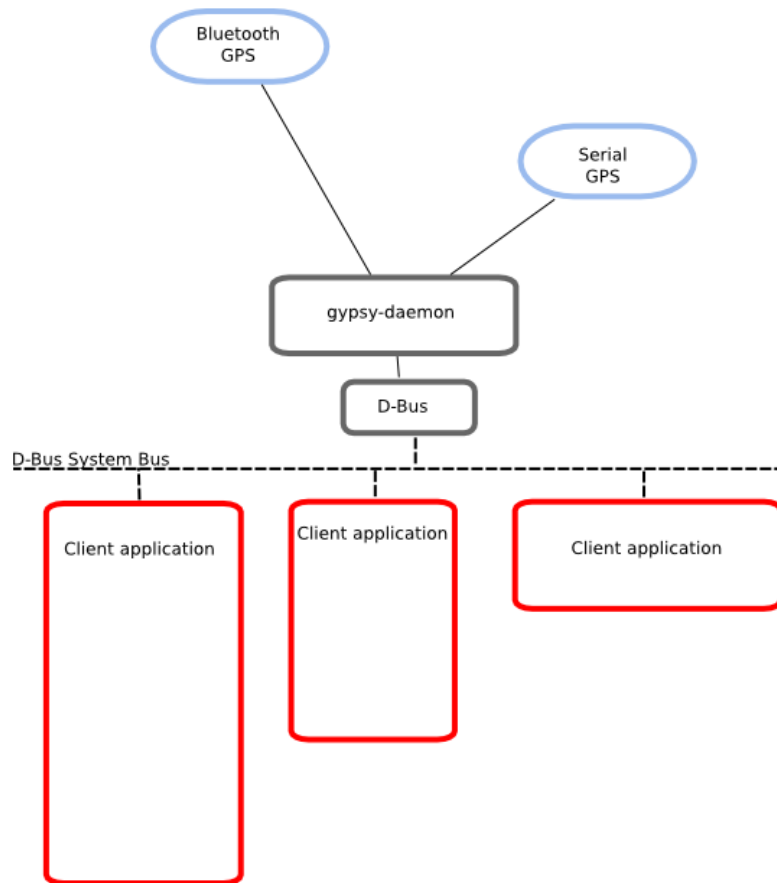 Bluetooth
GPS
Serial
GPS
gypsy-daemon
D-Bus
D-Bus System Bus
Client application
Client application
Client application